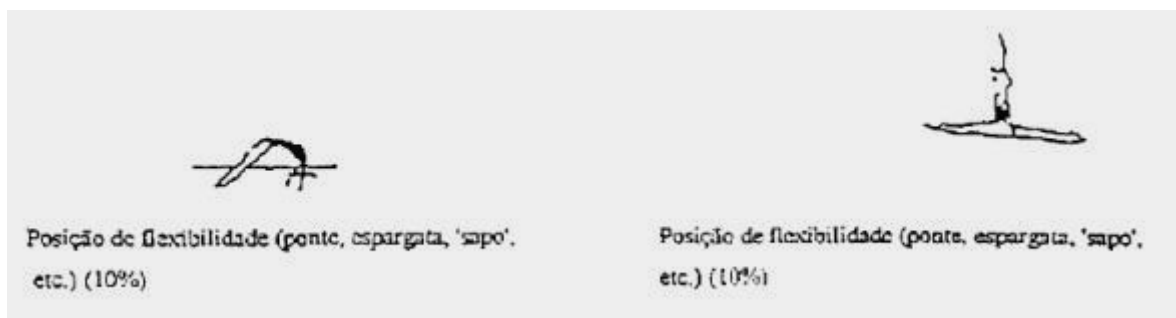 Posição de flexibilidade (ponte, espargata, 'sapo',
etc.) (10%)
Posição de flexibilidade (ponte, espargata, 'sapo',
etc.) (10%)